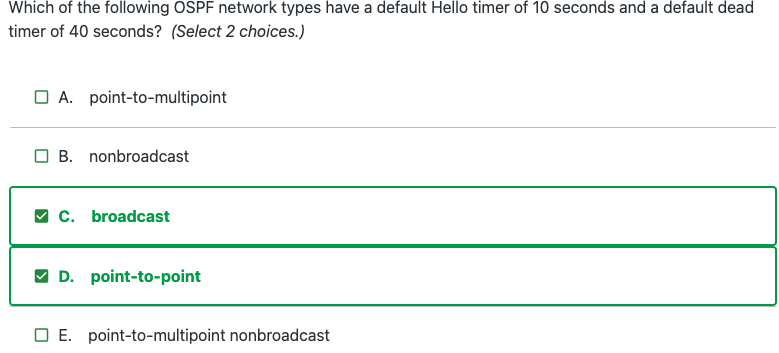 Which of the following OSPF network types have a default Hello timer of 10 seconds and a default dead
timer of 40 seconds? (Select 2 choices.)
A. point-to-multipoint
B. nonbroadcast
C. broadcast
D. point-to-point
E. point-to-multipoint nonbroadcast